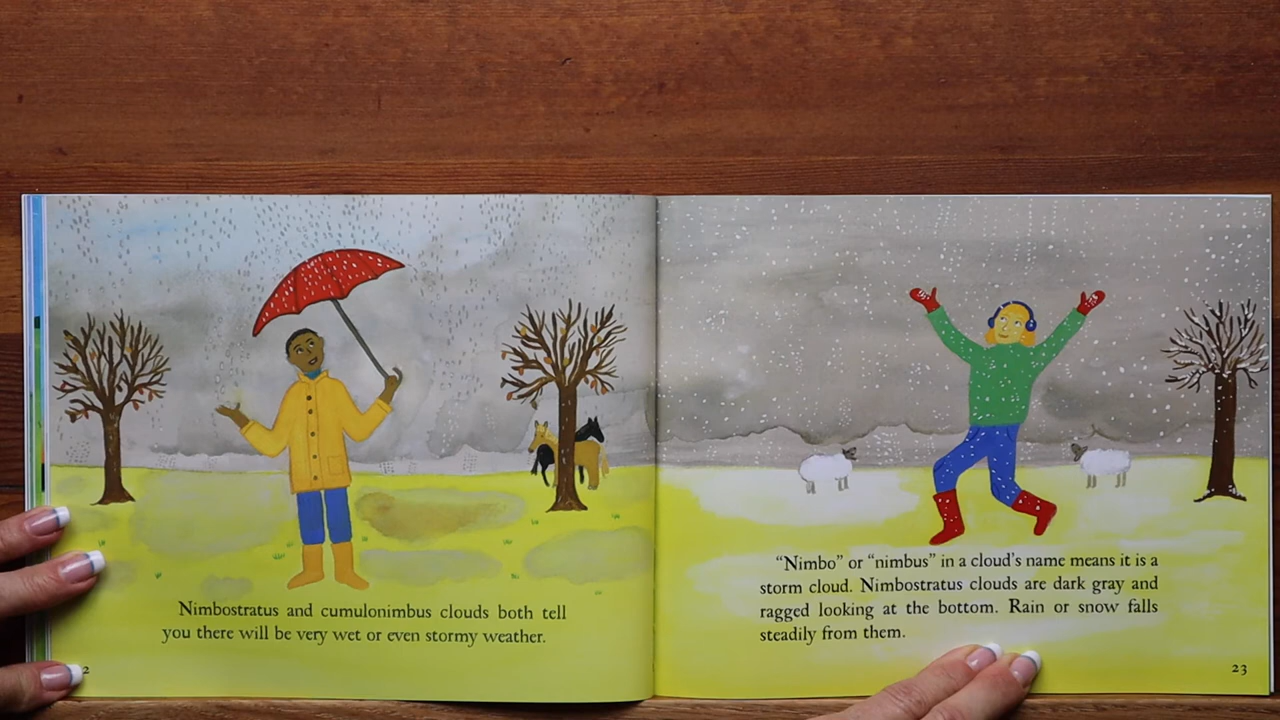 Nimbostratus and cumulonimbus clouds both tell
you there will be very wet or even stormy weather.
2
"Nimbo" or "nimbus" in a cloud's name means it is a
storm cloud. Nimbostratus clouds are dark gray and
ragged looking at the bottom. Rain or snow falls
steadily from them.
23